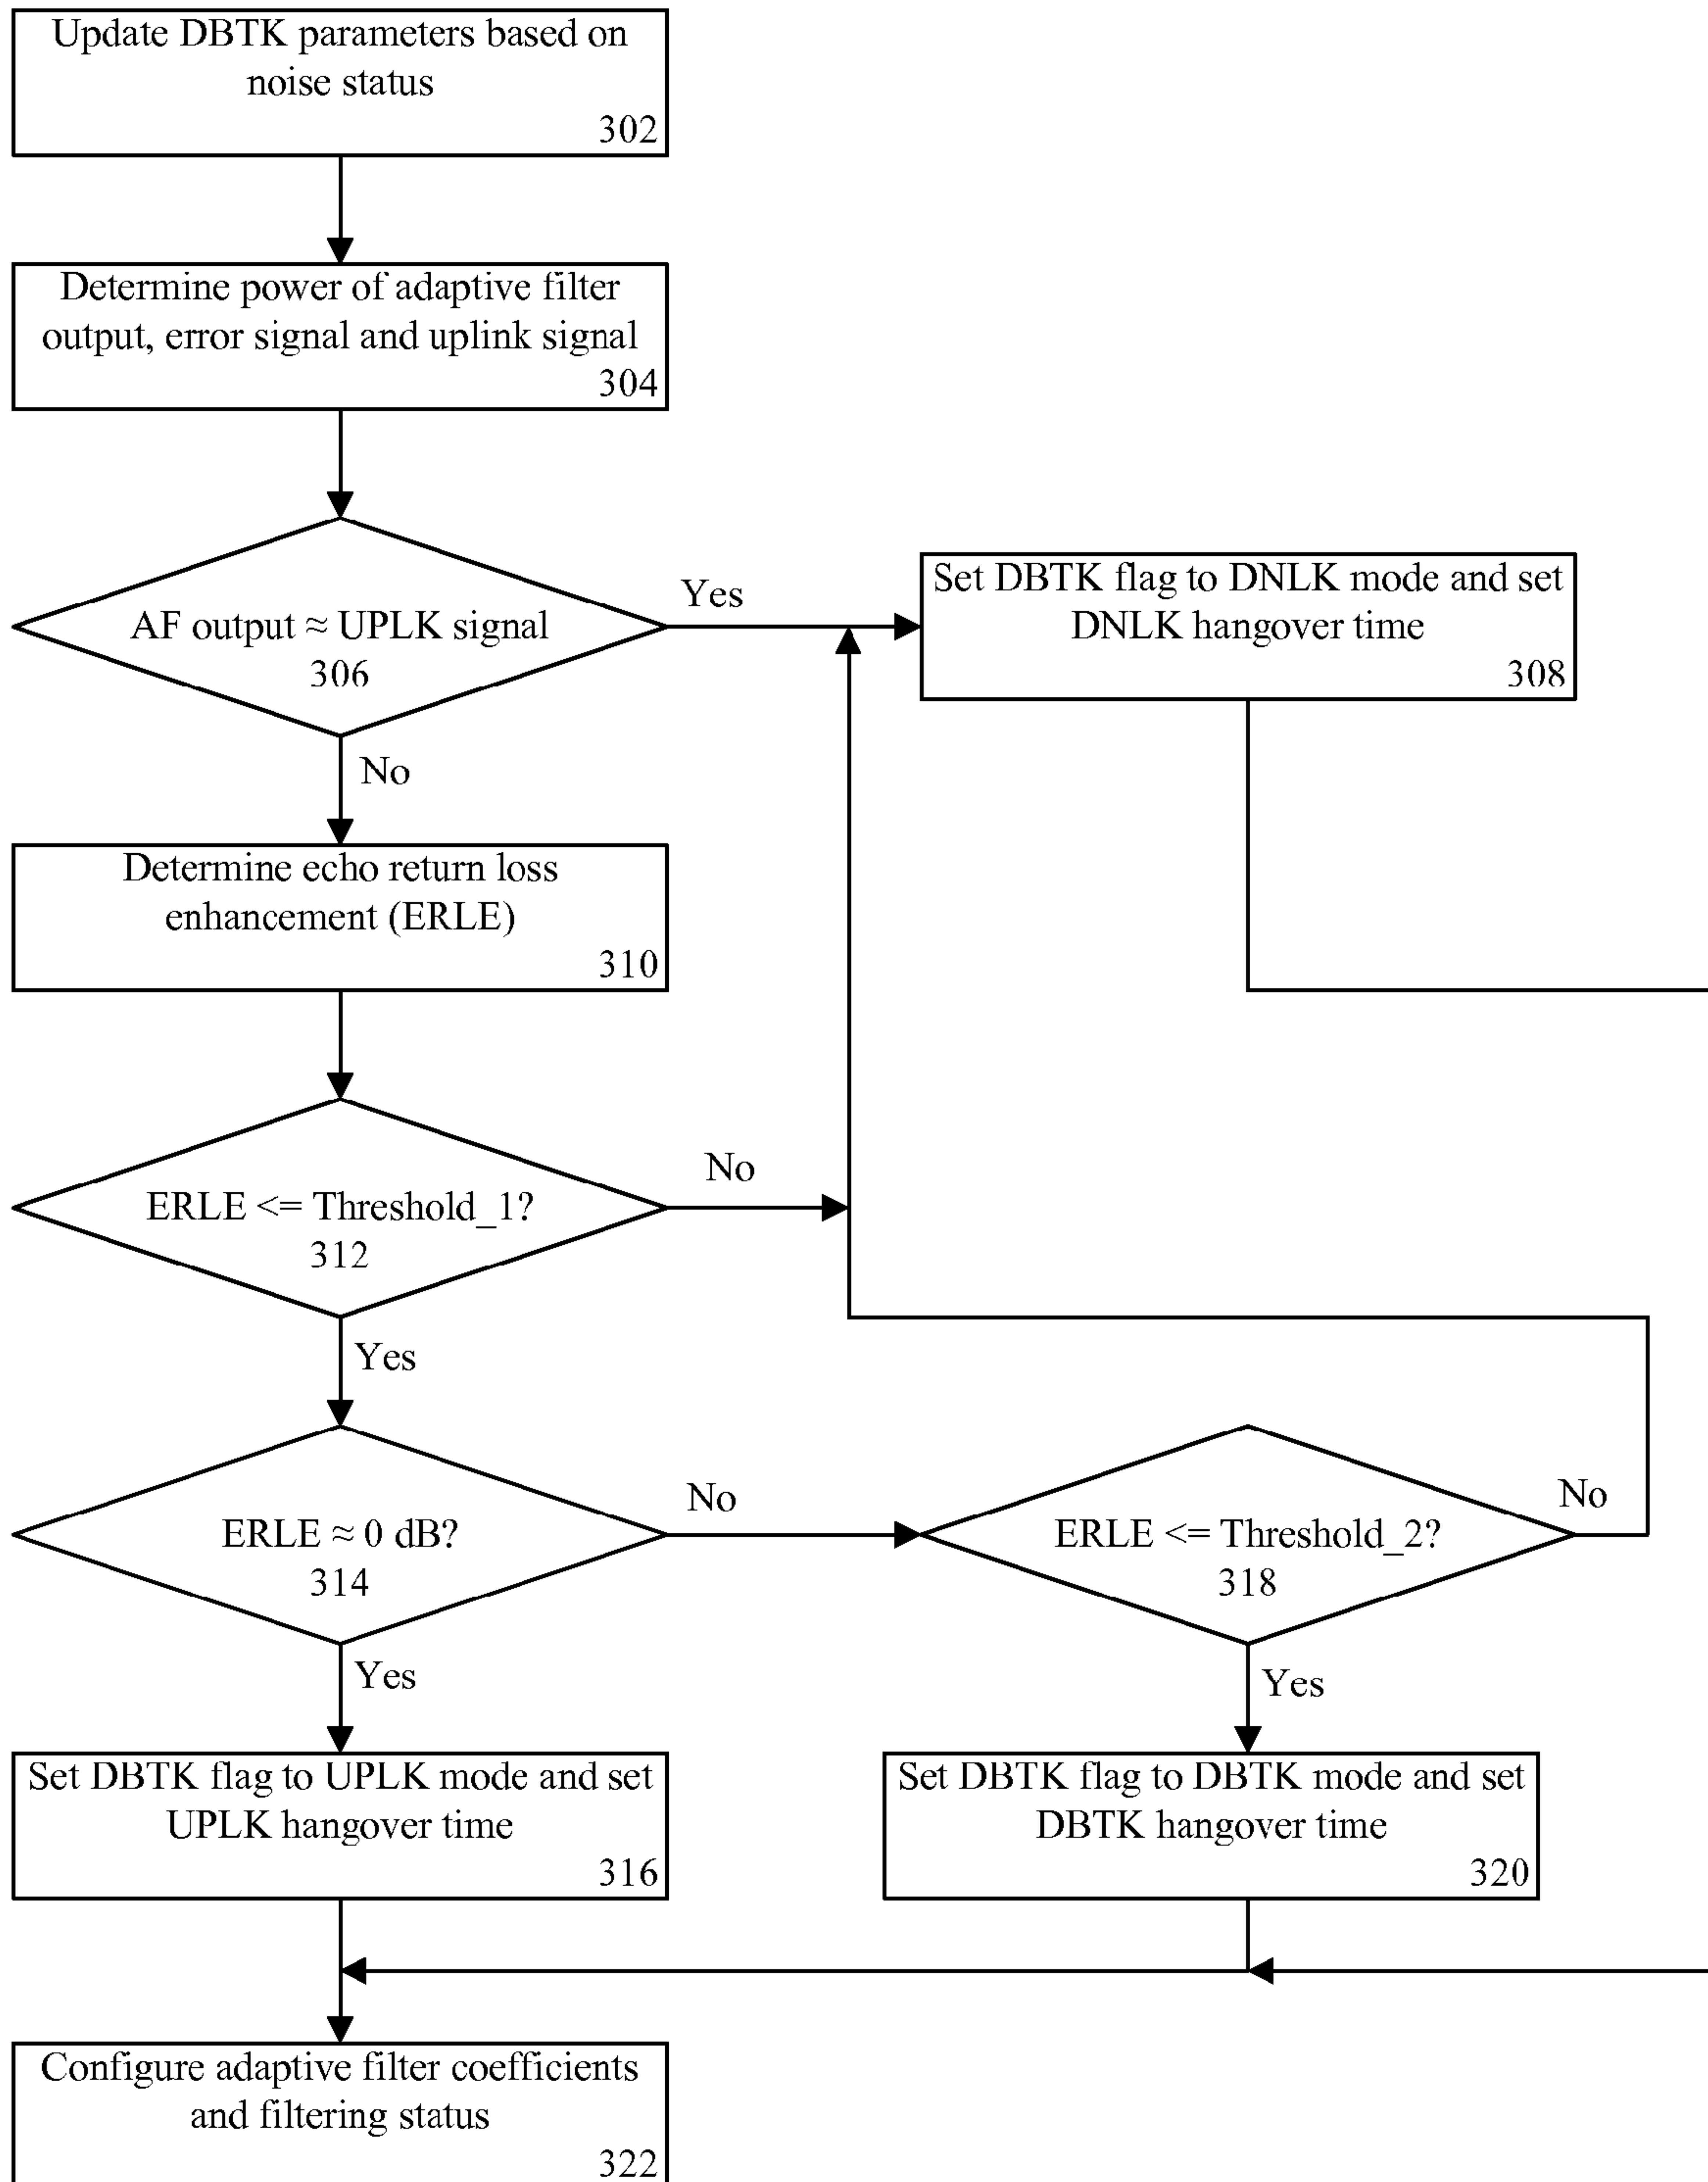 Update DBTK parameters based on
noise status
302
Determine power of adaptive filter
output, error signal and uplink signal
304
AF output ≈ UPLK signal
306
Yes
Set DBTK flag to DNLK mode and set
DNLK hangover time
308
No
Determine echo return loss
enhancement (ERLE)
310
ERLE <= Threshold_1?
312
No
Yes
ERLE ≈ 0 dB?
314
No
ERLE <= Threshold_2?
318
No
Yes
Yes
Set DBTK flag to UPLK mode and set
UPLK hangover time
316
Set DBTK flag to DBTK mode and set
DBTK hangover time
320
Configure adaptive filter coefficients
and filtering status
322